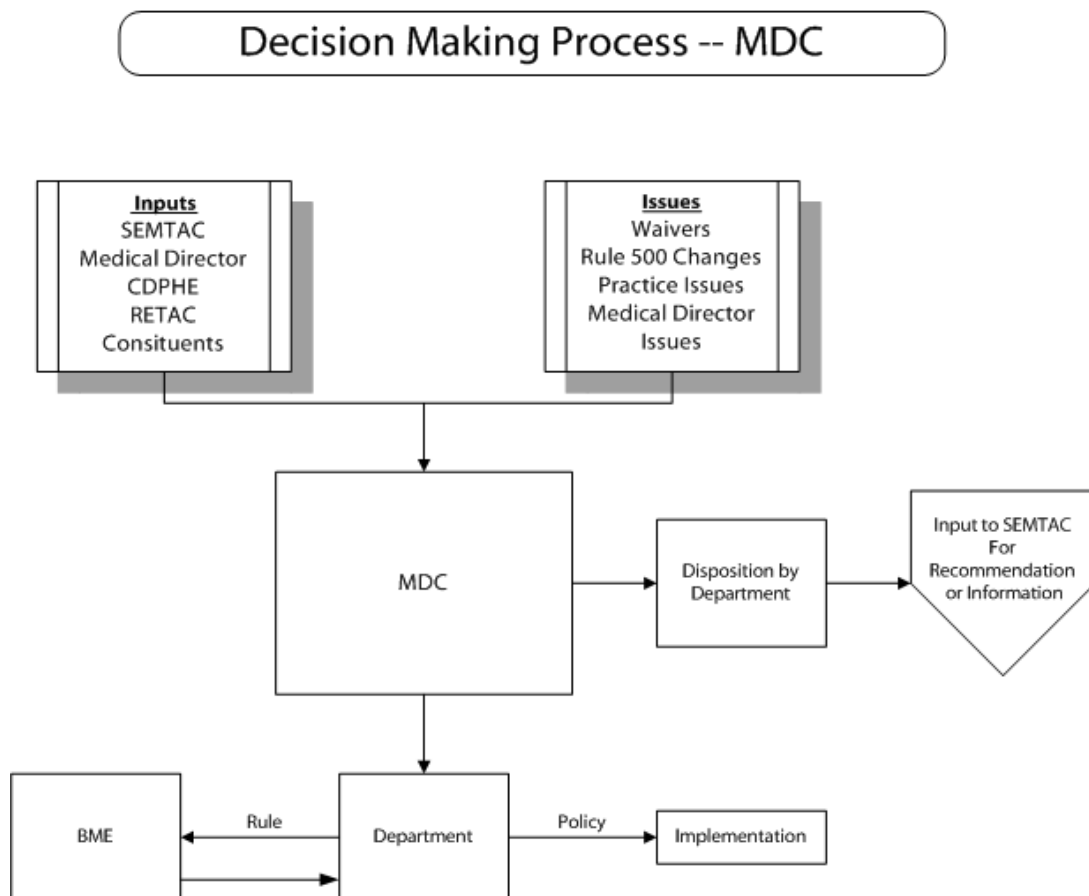 Decision Making Process -- MDC
Inputs
SEMTAC
Medical Director
CDPHE
RETAC
Consituents
Issues
Waivers
Rule 500 Changes
Practice Issues
Medical Director
Issues
MDC
Disposition by
Department
Input to SEMTAC
For
Recommendation
or Information
BME
Rule
Department
Policy
Implementation